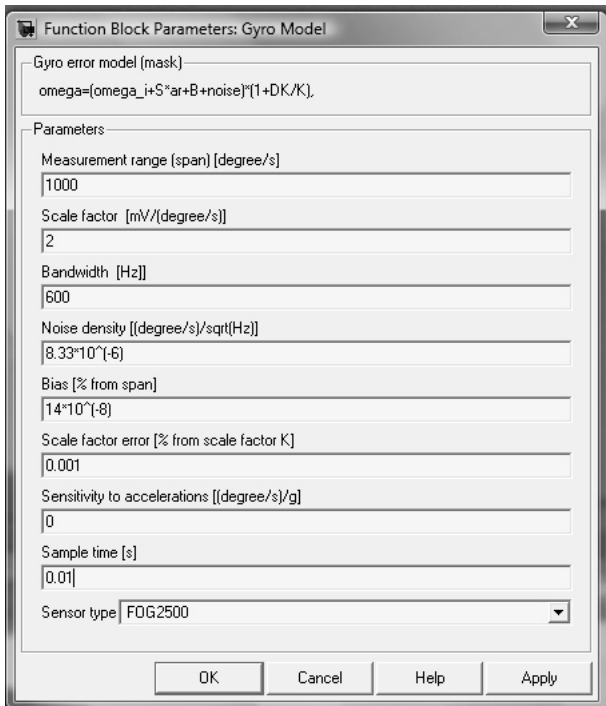 Function Block Parameters: Gyro Model
Gyro error model (mask)
omega=(omega_i+S*ar+B+noise)*(1+DK/K),
Parameters
Measurement range (span) [degree/s]
1000
Scale factor [mV/(degree/s)]
2
Bandwidth [Hz]]
600
Noise density [(degree/s)/sqrt(Hz)]
8.33*10^(-6)
Bias [% from span]
14*10^(-8)
Scale factor error [% from scale factor K]
0.001
Sensitivity to accelerations [(degree/s)/g]
0
Sample time [s]
0.01
Sensor type FOG2500
OK Cancel Help Apply